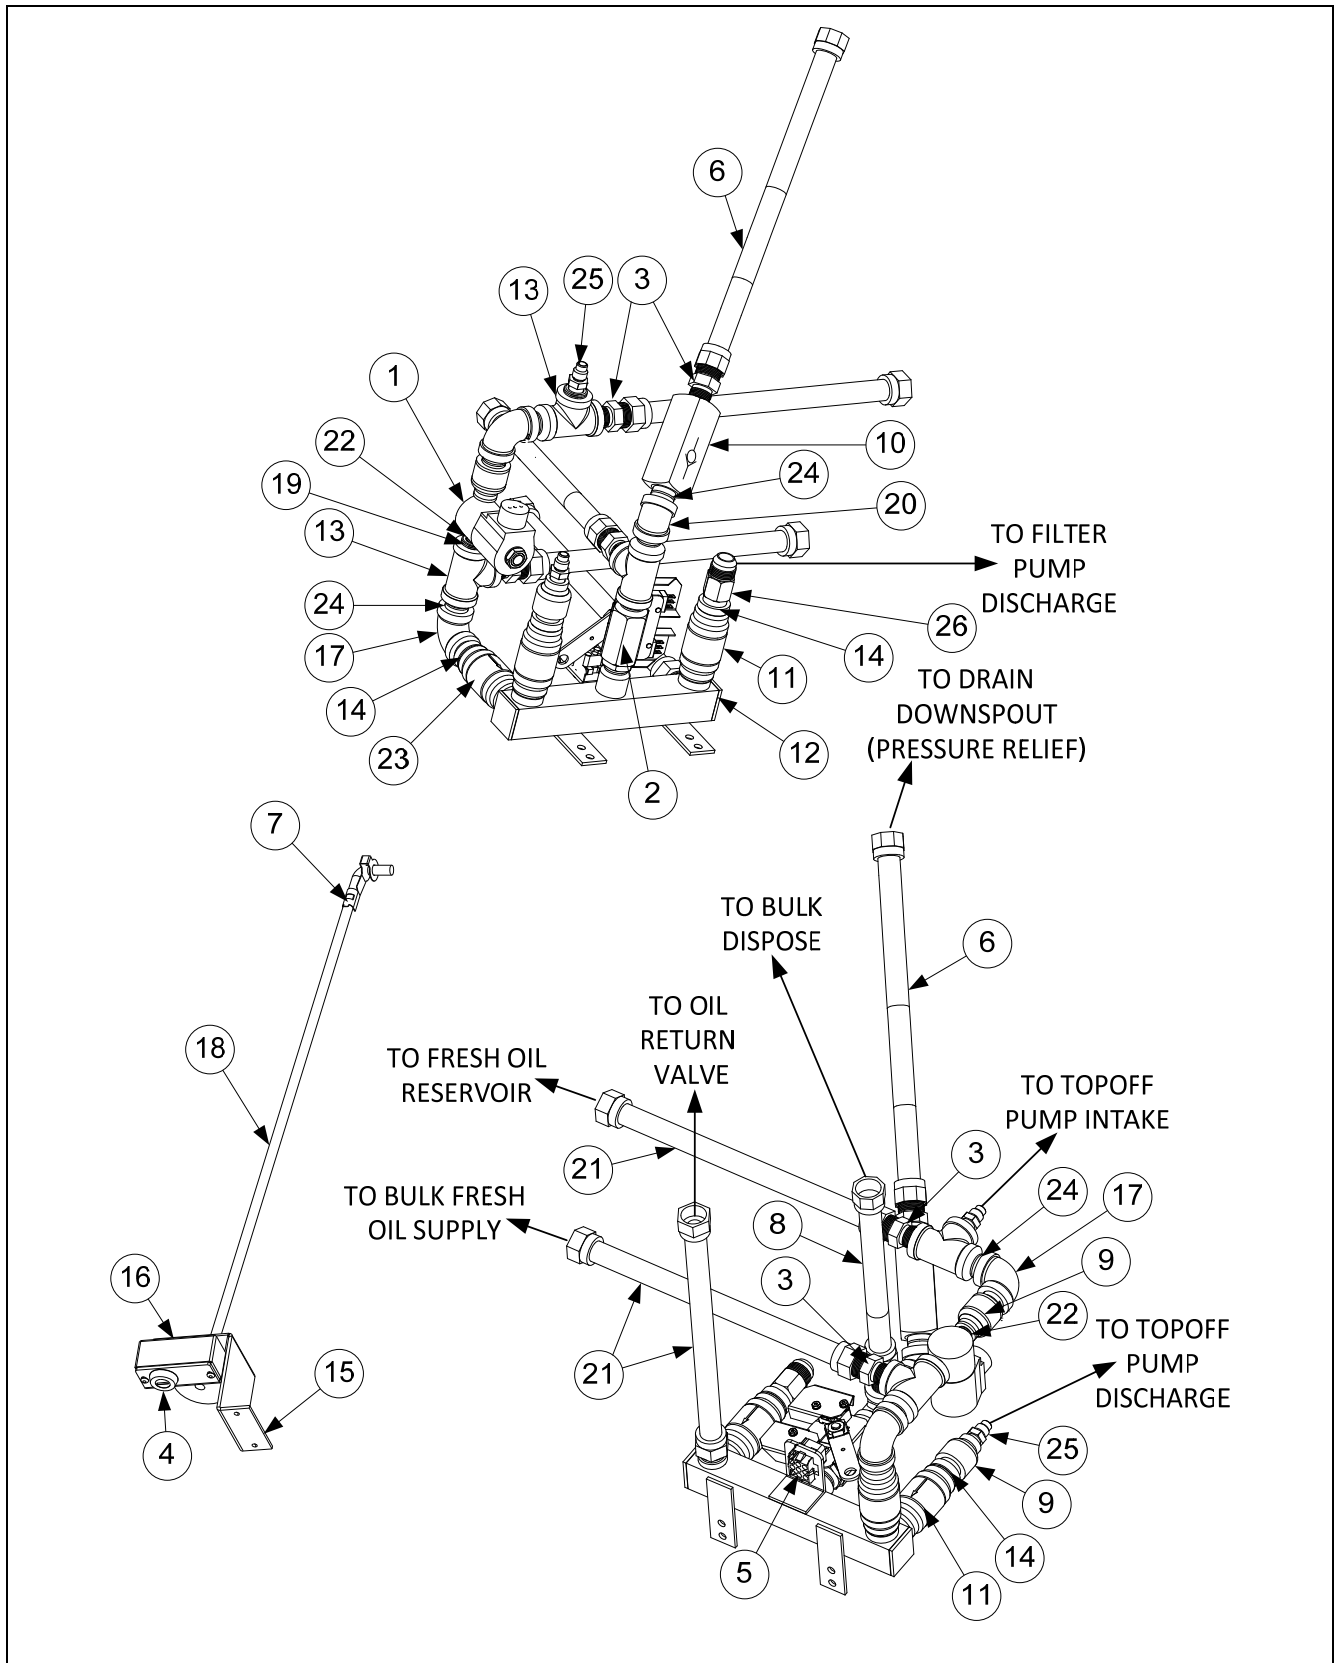 6
25
3
13
1
22
10
24
19
20
13
TO FILTER
PUMP
DISCHARGE
24
26
17
14
11
14
TO DRAIN
DOWNSPOUT
(PRESSURE RELIEF)
23
12
2
7
TO BULK
DISPOSE
6
TO OIL
RETURN
VALVE
18
TO FRESH OIL
RESERVOIR
TO TOPOFF
PUMP INTAKE
3
21
24
17
TO BULK FRESH
OIL SUPPLY
8
9
3
16
22
TO TOPOFF
PUMP
DISCHARGE
21
15
4
25
9
14
5
11